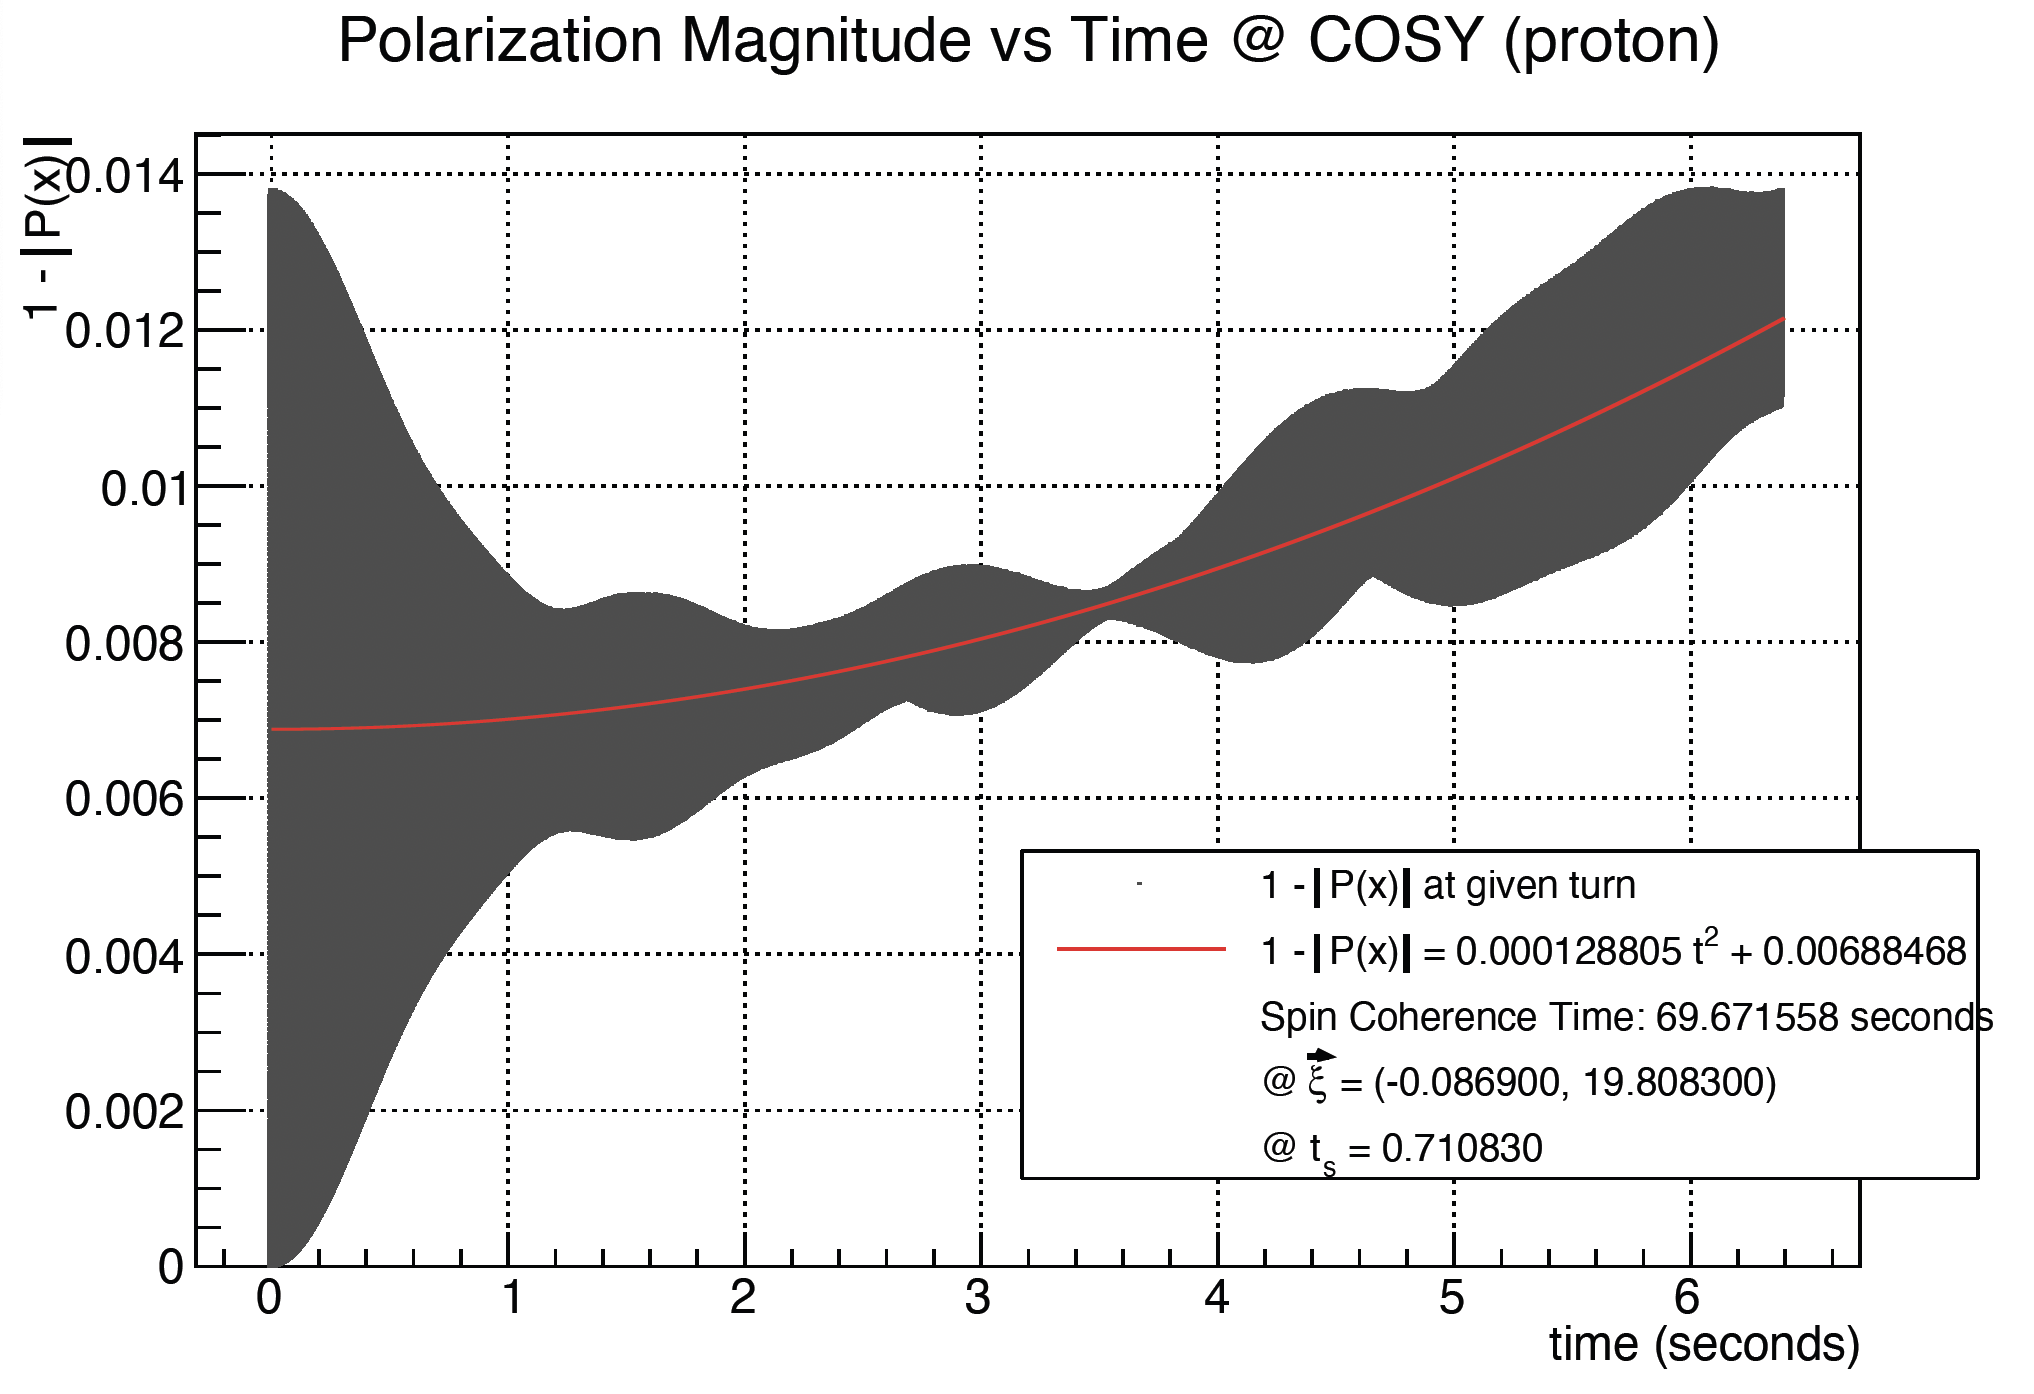 Polarization Magnitude vs Time @ COSY (proton)
1 - |P(x)|
0.014
0.012
0.01
0.008
0.006
0.004
0.002
0
0 1 2 3 4 5 6
time (seconds)
1 - |P(x)| at given turn
1 - |P(x)| = 0.000128805 t² + 0.00688468
Spin Coherence Time: 69.671558 seconds
@ ξ⃗ = (-0.086900, 19.808300)
@ tₛ = 0.710830